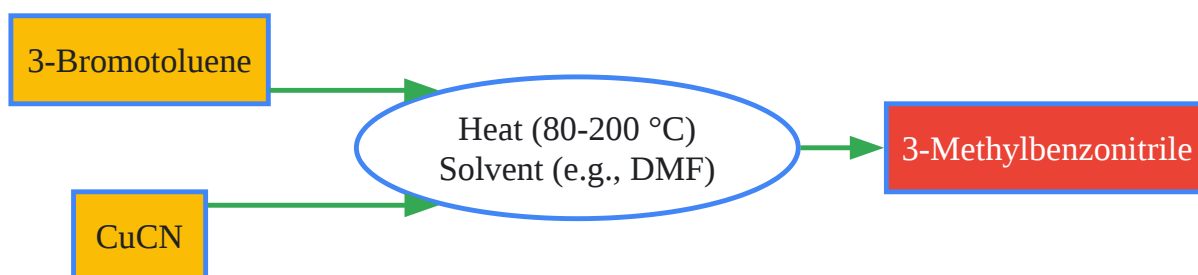 3-Bromotoluene
Heat (80-200 °C)
Solvent (e.g., DMF)
3-Methylbenzonitrile
CuCN